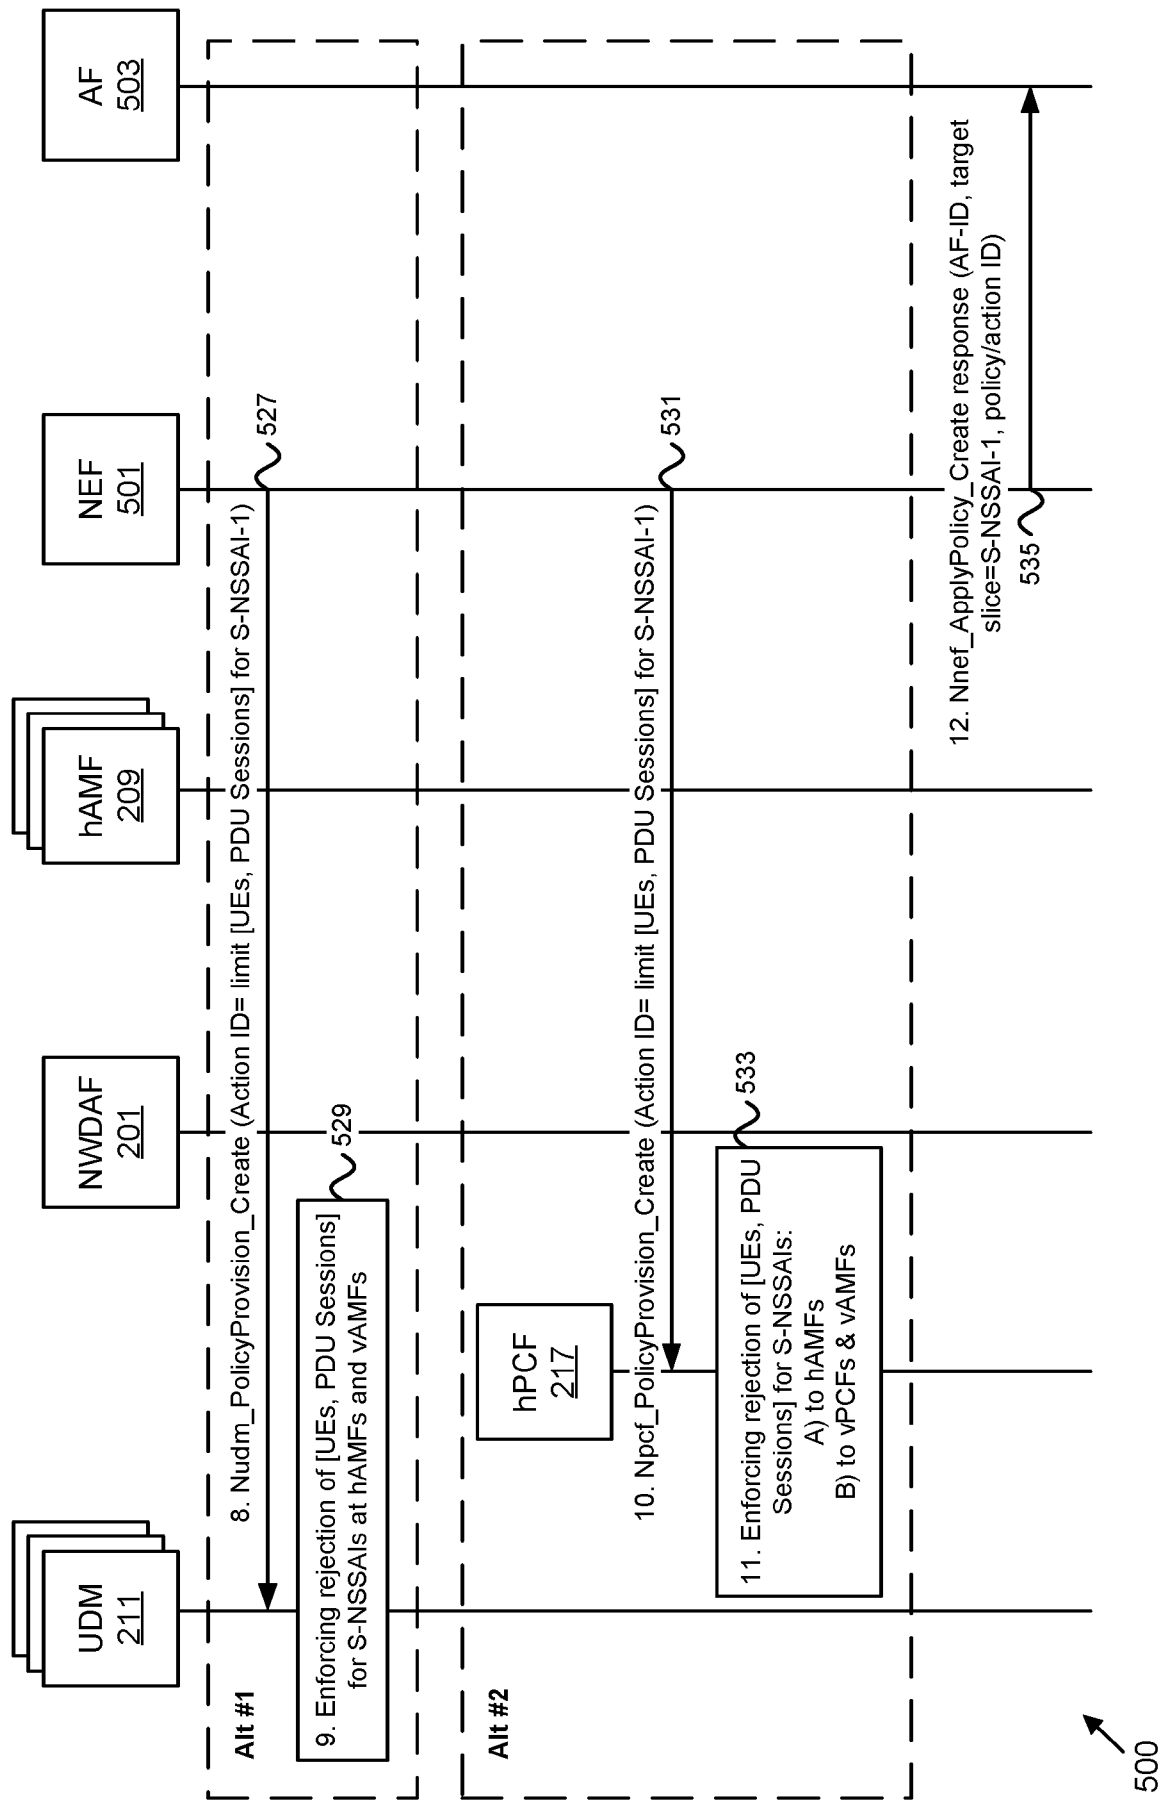 UDM
211
NWDAF
201
hAMF
209
NEF
501
AF
503
Alt #1
8. Nudm_PolicyProvision_Create (Action ID= limit [UEs, PDU Sessions] for S-NSSAI-1)
527
9. Enforcing rejection of [UEs, PDU Sessions]
for S-NSSAIs at hAMFs and vAMFs
529
Alt #2
hPCF
217
10. Npcf_PolicyProvision_Create (Action ID= limit [UEs, PDU Sessions] for S-NSSAI-1)
531
11. Enforcing rejection of [UEs, PDU
Sessions] for S-NSSAIs:
A) to hAMFs
B) to vPCFs & vAMFs
533
12. Nnef_ApplyPolicy_Create response (AF-ID, target
slice=S-NSSAI-1, policy/action ID)
535
500